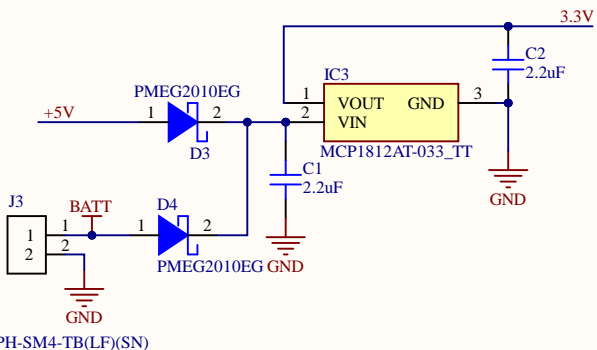 3.3V
C2
2.2uF
IC3
PMEG2010EG
1 VOUT GND 3
2 VIN
+5V
1 2
D3
MCP1812AT-033_TT
C1
2.2uF
GND
J3
BATT
D4
1 1
2 2
1 2
PMEG2010EG
GND
GND
PH-SM4-TB(LF)(SN)